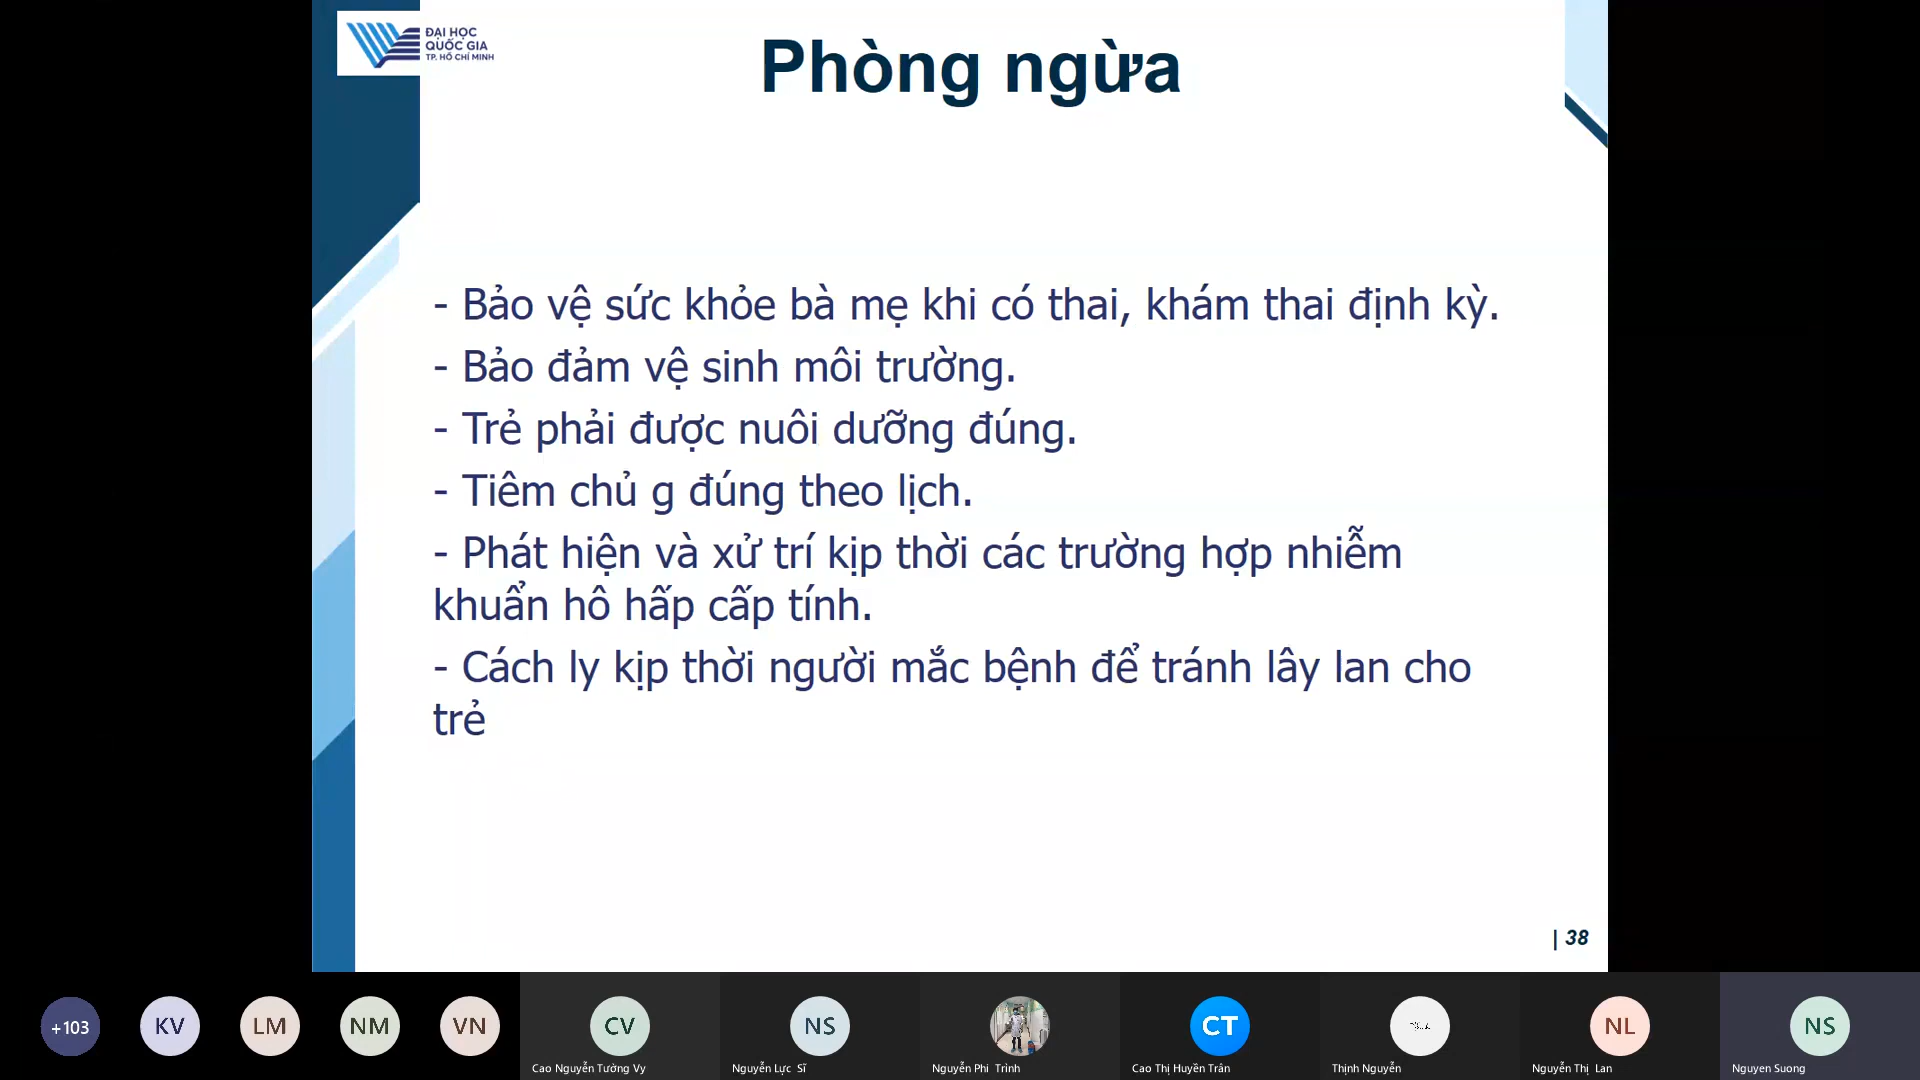 ĐẠI HỌC
QUỐC GIA
TP. HỒ CHÍ MINH
Phòng ngừa
- Bảo vệ sức khỏe bà mẹ khi có thai, khám thai định kỳ.
- Bảo đảm vệ sinh môi trường.
- Trẻ phải được nuôi dưỡng đúng.
- Tiêm chủ g đúng theo lịch.
- Phát hiện và xử trí kịp thời các trường hợp nhiễm
khuẩn hô hấp cấp tính.
- Cách ly kịp thời người mắc bệnh để tránh lây lan cho
trẻ
| 38
+103
KV
LM
NM
VN
CV
NS
CT
NL
NS
Cao Nguyễn Tường Vy
Nguyễn Lực Sĩ
Nguyễn Phi Trình
Cao Thị Huyền Trân
Thịnh Nguyễn
Nguyễn Thị Lan
Nguyen Suong